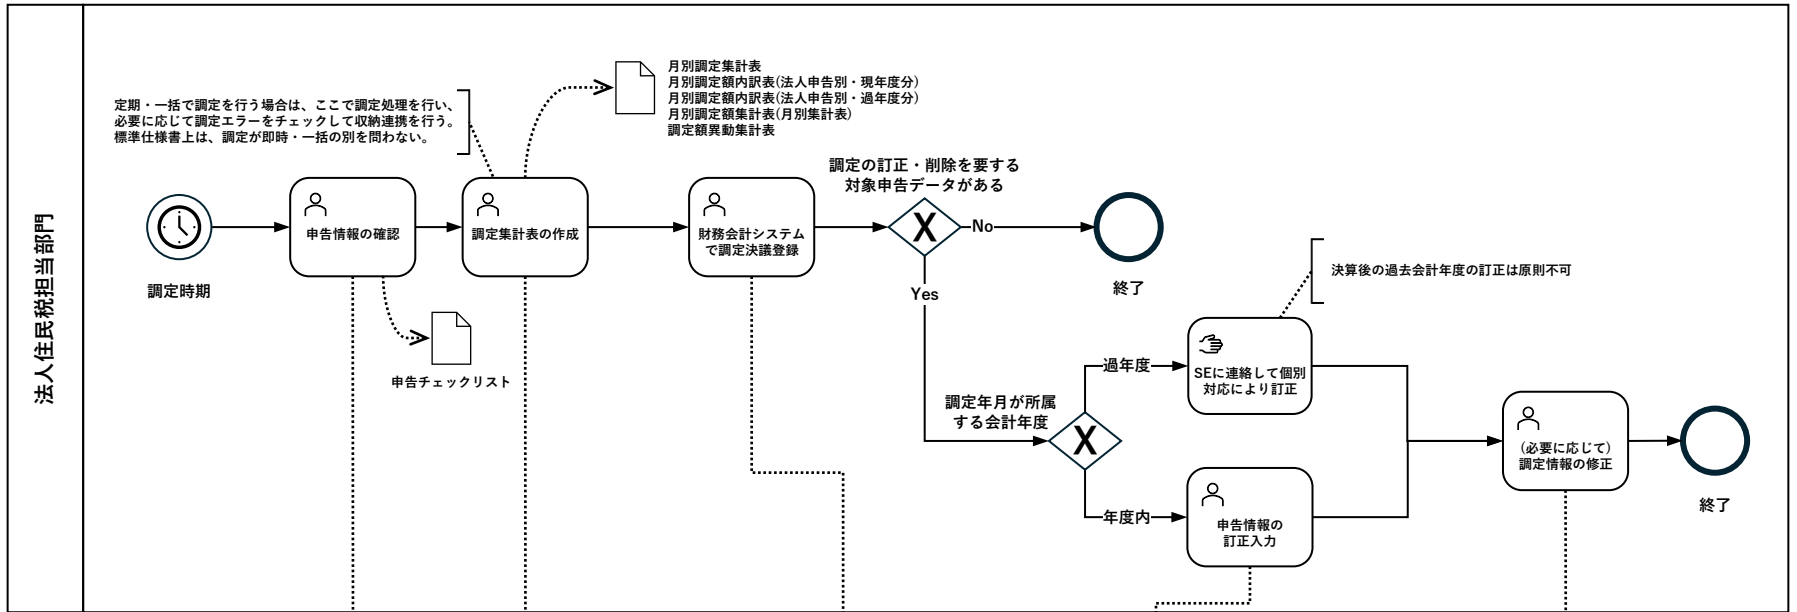 法人住民税担当部門
定期・一括で調定を行う場合は、ここで調定処理を行い、
必要に応じて調定エラーをチェックして収納連携を行う。
標準仕様書上は、調定が即時・一括の別を問わない。
月別調定集計表
月別調定額内訳表(法人申告別・現年度分)
月別調定額内訳表(法人申告別・過年度分)
月別調定額集計表(月別集計表)
調定額異動集計表
調定時期
申告情報の確認
申告チェックリスト
調定集計表の作成
財務会計システム
で調定決議登録
調定の訂正・削除を要する
対象申告データがある
No
終了
Yes
調定年月が所属
する会計年度
過年度
SEに連絡して個別
対応により訂正
決算後の過去会計年度の訂正は原則不可
年度内
申告情報の
訂正入力
(必要に応じて)
調定情報の修正
終了